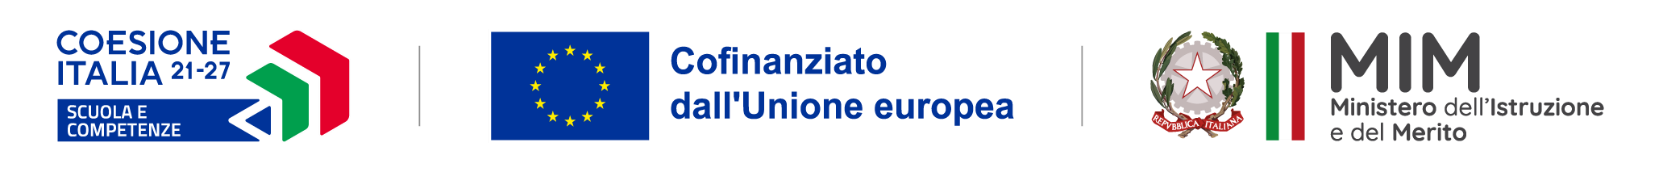 COESIONE
ITALIA 21-27
SCUOLA E
COMPETENZE
Cofinanziato
dall'Unione europea
REPVBBLICA ITALIANA
MIM
Ministero dell'Istruzione
e del Merito